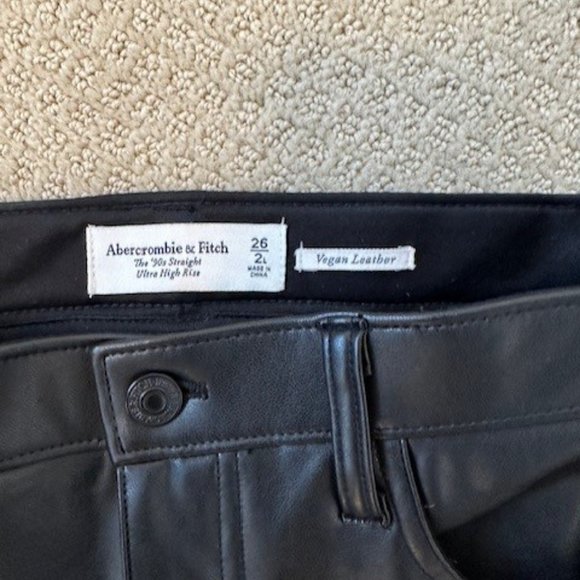 Abercrombie & Fitch
The '90s Straight
Ultra High Rise
26
2L
MADE IN
CHINA
Vegan Leather